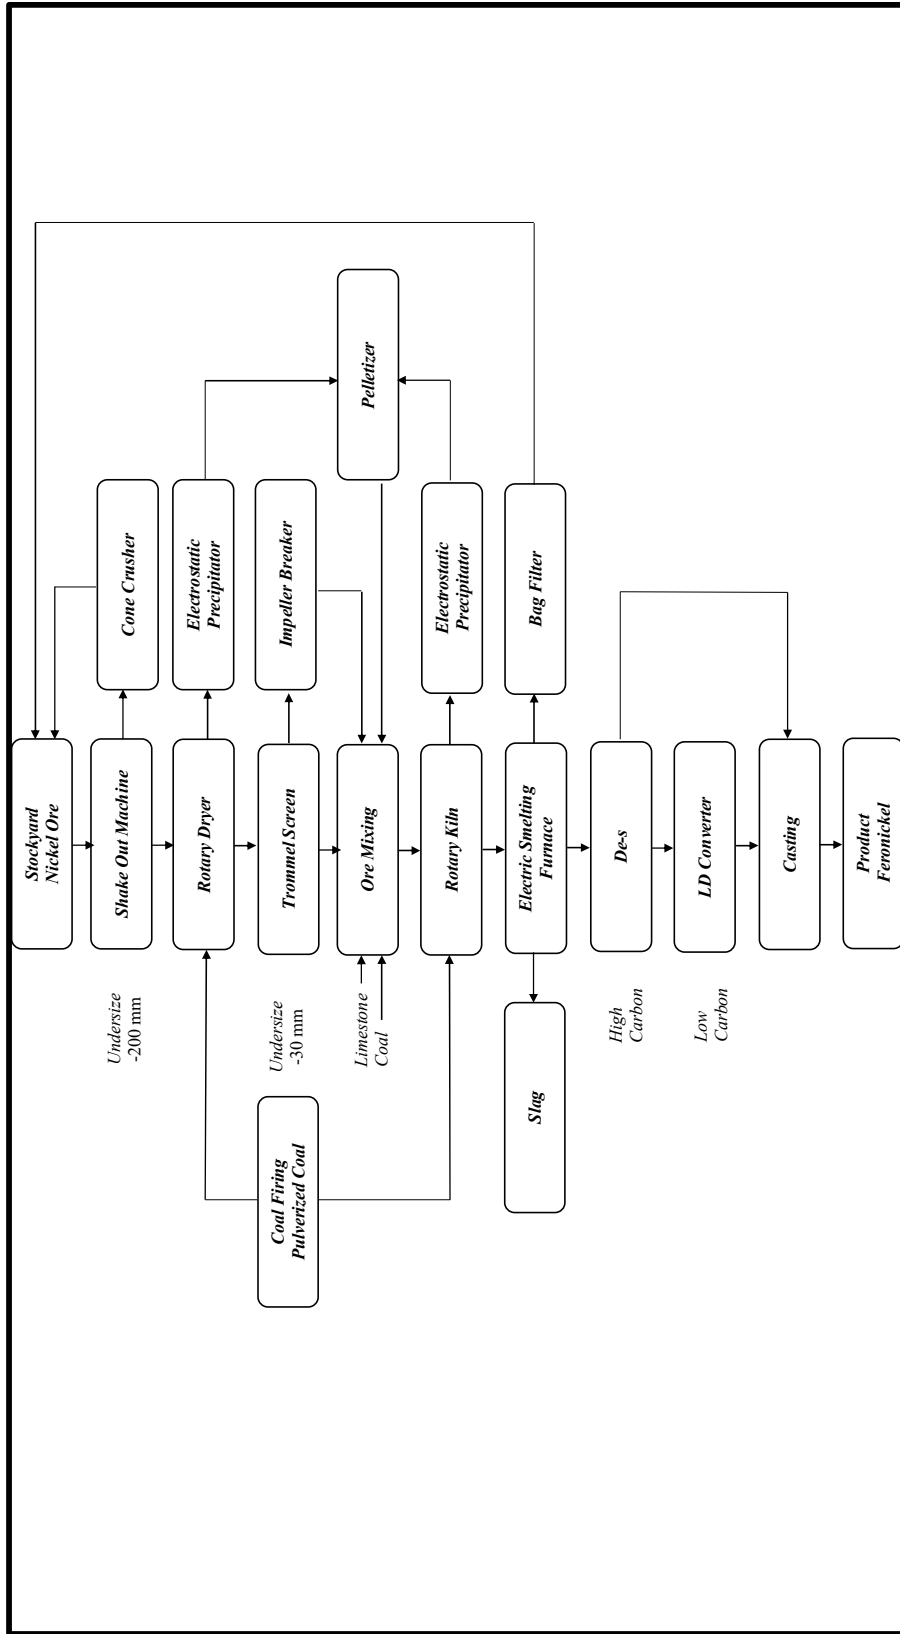 Stockyard
Nickel Ore
Shake Out Machine
Undersize
-200 mm
Cone Crusher
Rotary Dryer
Electrostatic
Precipitator
Trommel Screen
Undersize
-30 mm
Impeller Breaker
Coal Firing
Pulverized Coal
Ore Mixing
Limestone
Coal
Pelletizer
Rotary Kiln
Electrostatic
Precipitator
Electric Smelting
Furnace
Bag Filter
Slag
De-s
High
Carbon
LD Converter
Low
Carbon
Casting
Product
Feronickel